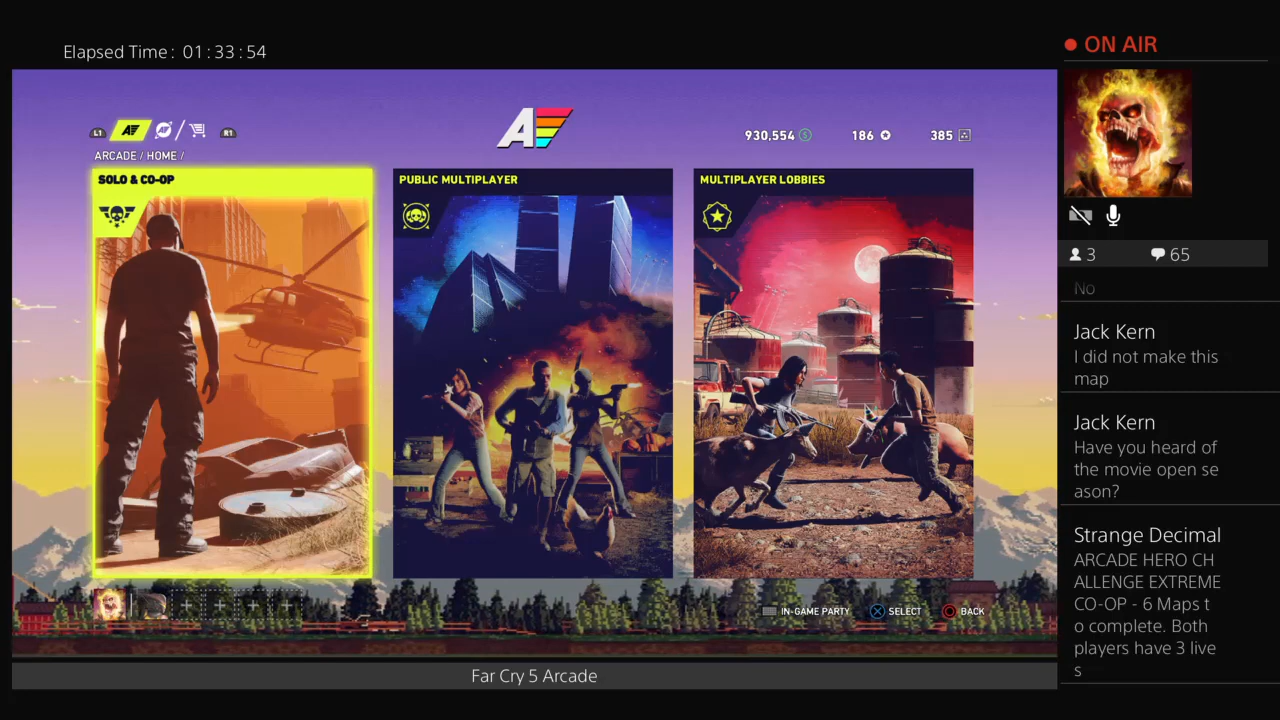 Elapsed Time: 01:33:54
ON AIR
L1
R1
930,554
186
385
ARCADE / HOME /
SOLO & CO-OP
PUBLIC MULTIPLAYER
MULTIPLAYER LOBBIES
3
65
No
Jack Kern
I did not make this
map
Jack Kern
Have you heard of
the movie open se
ason?
Strange Decimal
ARCADE HERO CH
ALLENGE EXTREME
CO-OP - 6 Maps t
o complete. Both
players have 3 live
s
IN-GAME PARTY
SELECT
BACK
Far Cry 5 Arcade